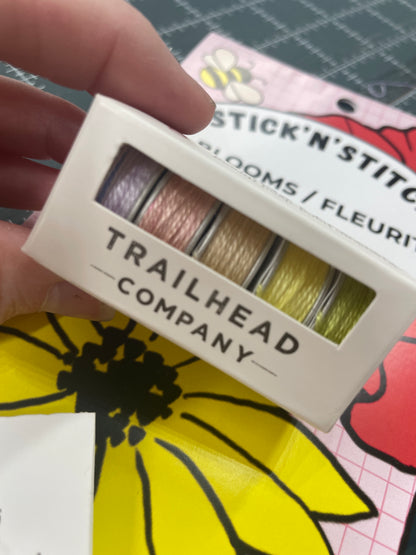 STICK'N'STITC
BLOOMS / FLEURIT
TRAILHEAD
COMPANY